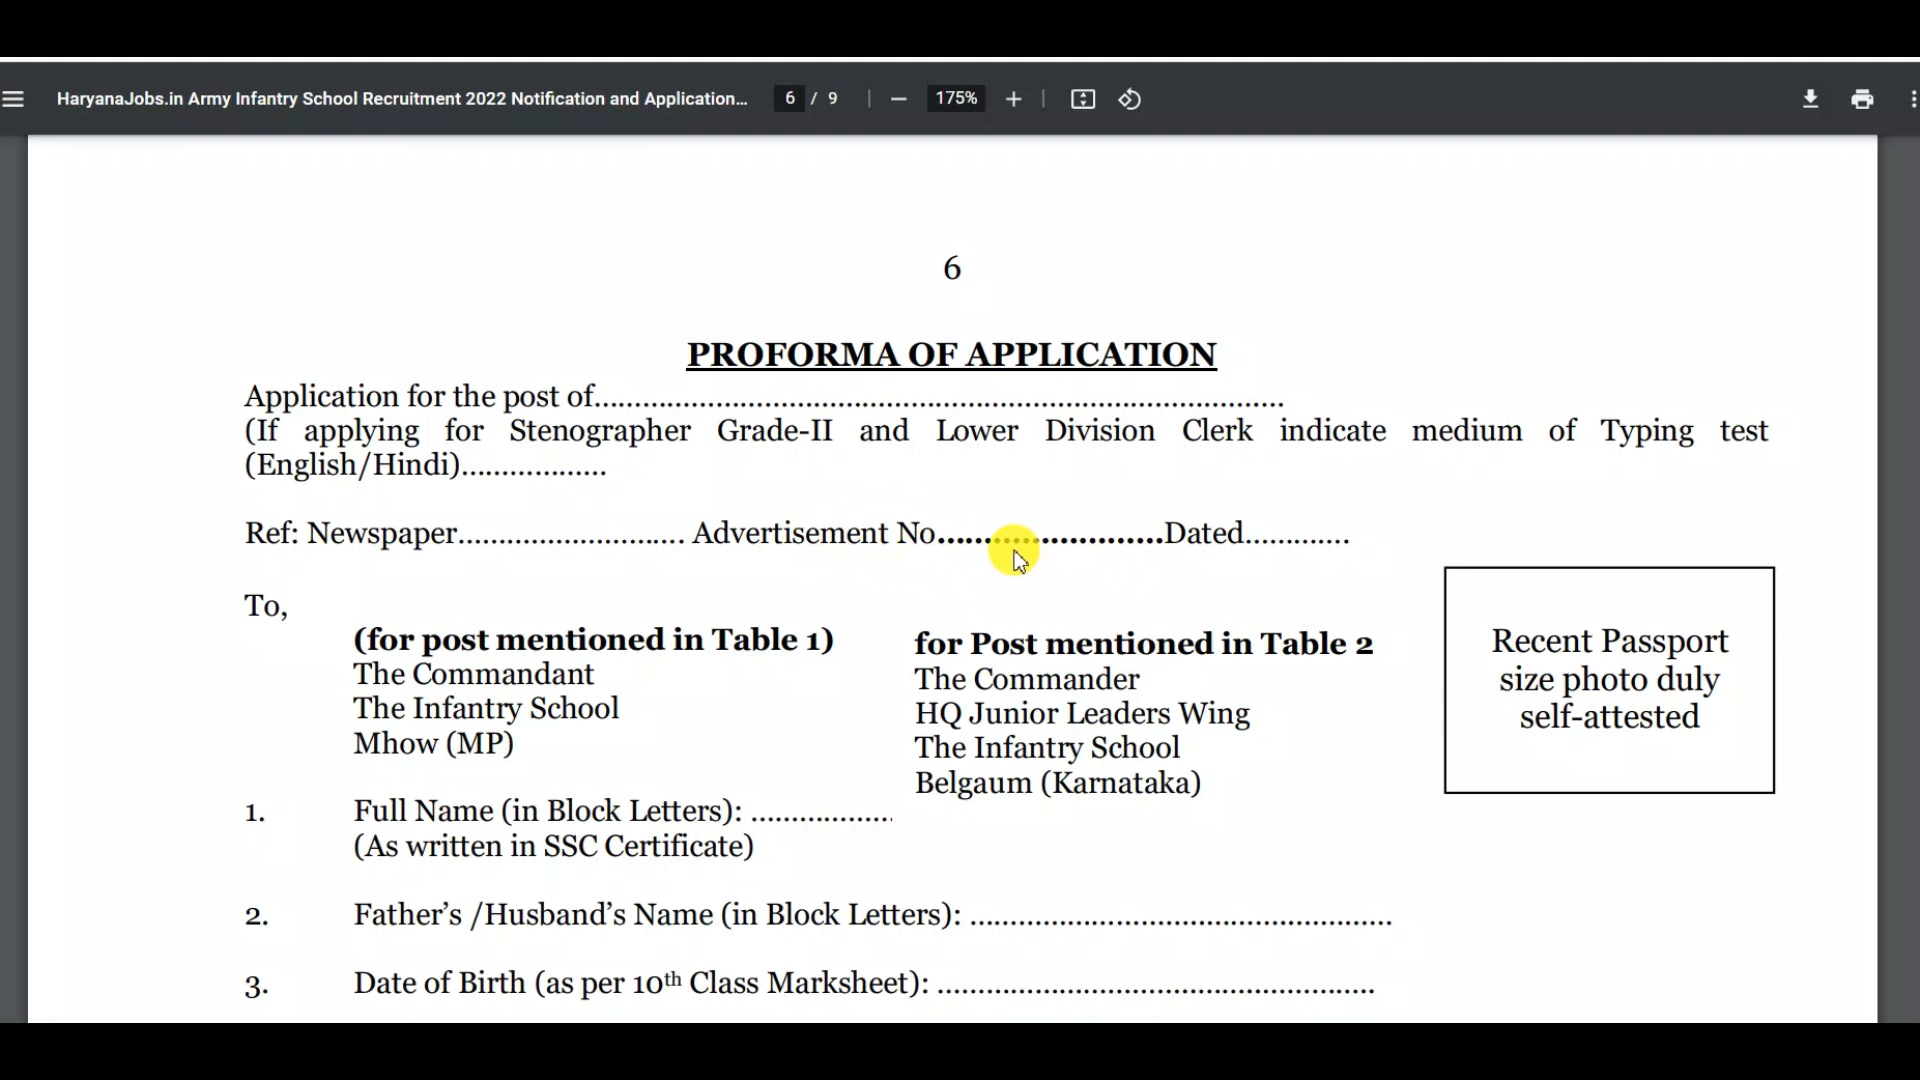 HaryanaJobs.in Army Infantry School Recruitment 2022 Notification and Application... 6 / 9 | − 175% + |
6
PROFORMA OF APPLICATION
Application for the post of......................................................................................
(If applying for Stenographer Grade-II and Lower Division Clerk indicate medium of Typing test
(English/Hindi)..................
Ref: Newspaper............................ Advertisement No............................Dated.............
To,
(for post mentioned in Table 1)
The Commandant
The Infantry School
Mhow (MP)
for Post mentioned in Table 2
The Commander
HQ Junior Leaders Wing
The Infantry School
Belgaum (Karnataka)
Recent Passport
size photo duly
self-attested
1. Full Name (in Block Letters): ..................
(As written in SSC Certificate)
2. Father's /Husband's Name (in Block Letters): .....................................................
3. Date of Birth (as per 10th Class Marksheet): .......................................................